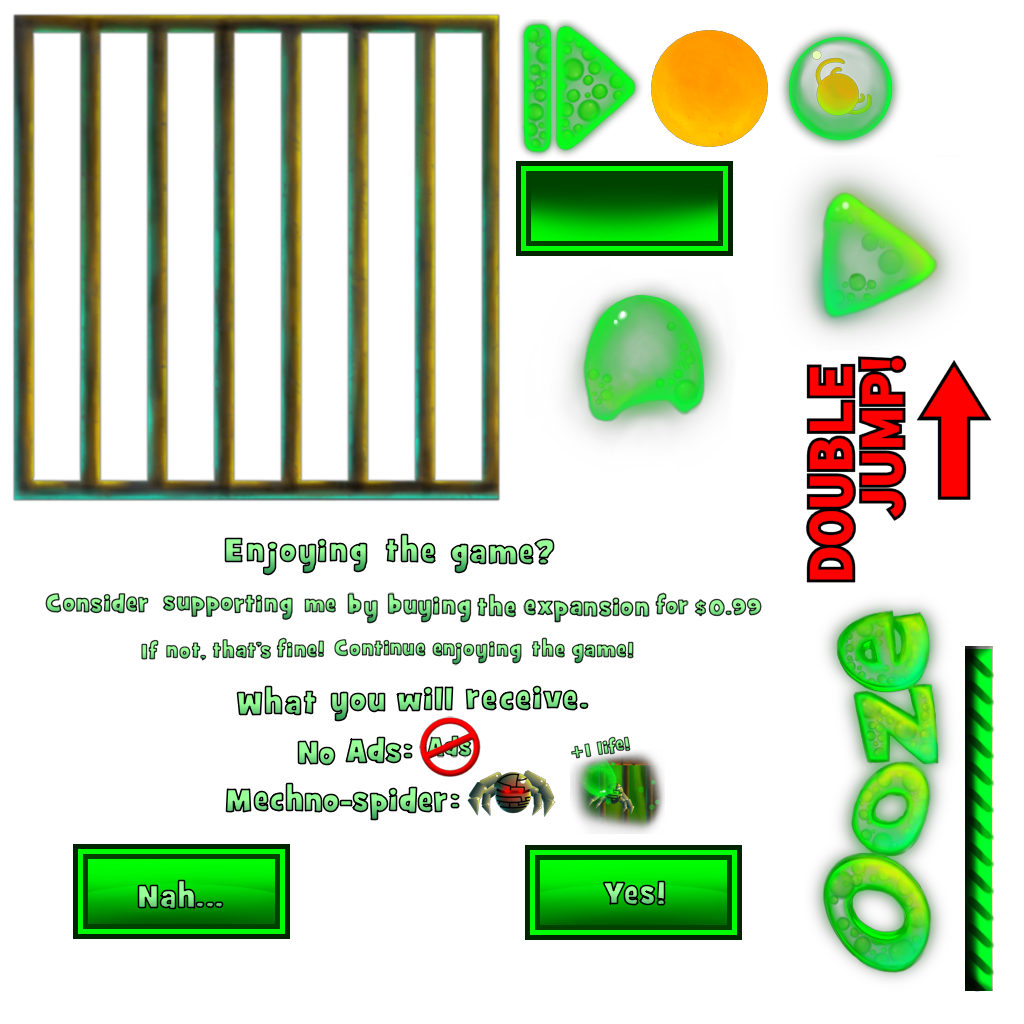 DOUBLE
JUMP!
Enjoying the game?
Consider supporting me by buying the expansion for $0.99
If not, that's fine! Continue enjoying the game!
What you will receive.
No Ads: Ads
+1 life!
Mechno-spider:
Nah...
Yes!
Ooze